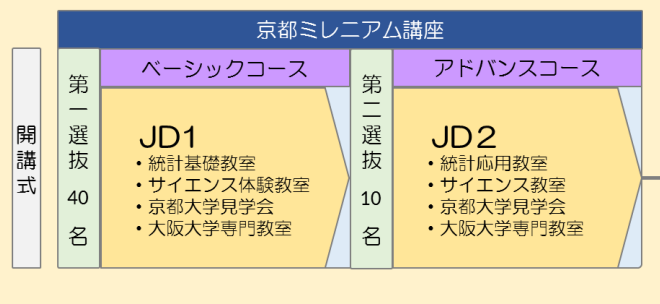 京都ミレニアム講座
開講式
第一選抜 40名
ベーシックコース
JD1
・統計基礎教室
・サイエンス体験教室
・京都大学見学会
・大阪大学専門教室
第二選抜 10名
アドバンスコース
JD2
・統計応用教室
・サイエンス教室
・京都大学見学会
・大阪大学専門教室